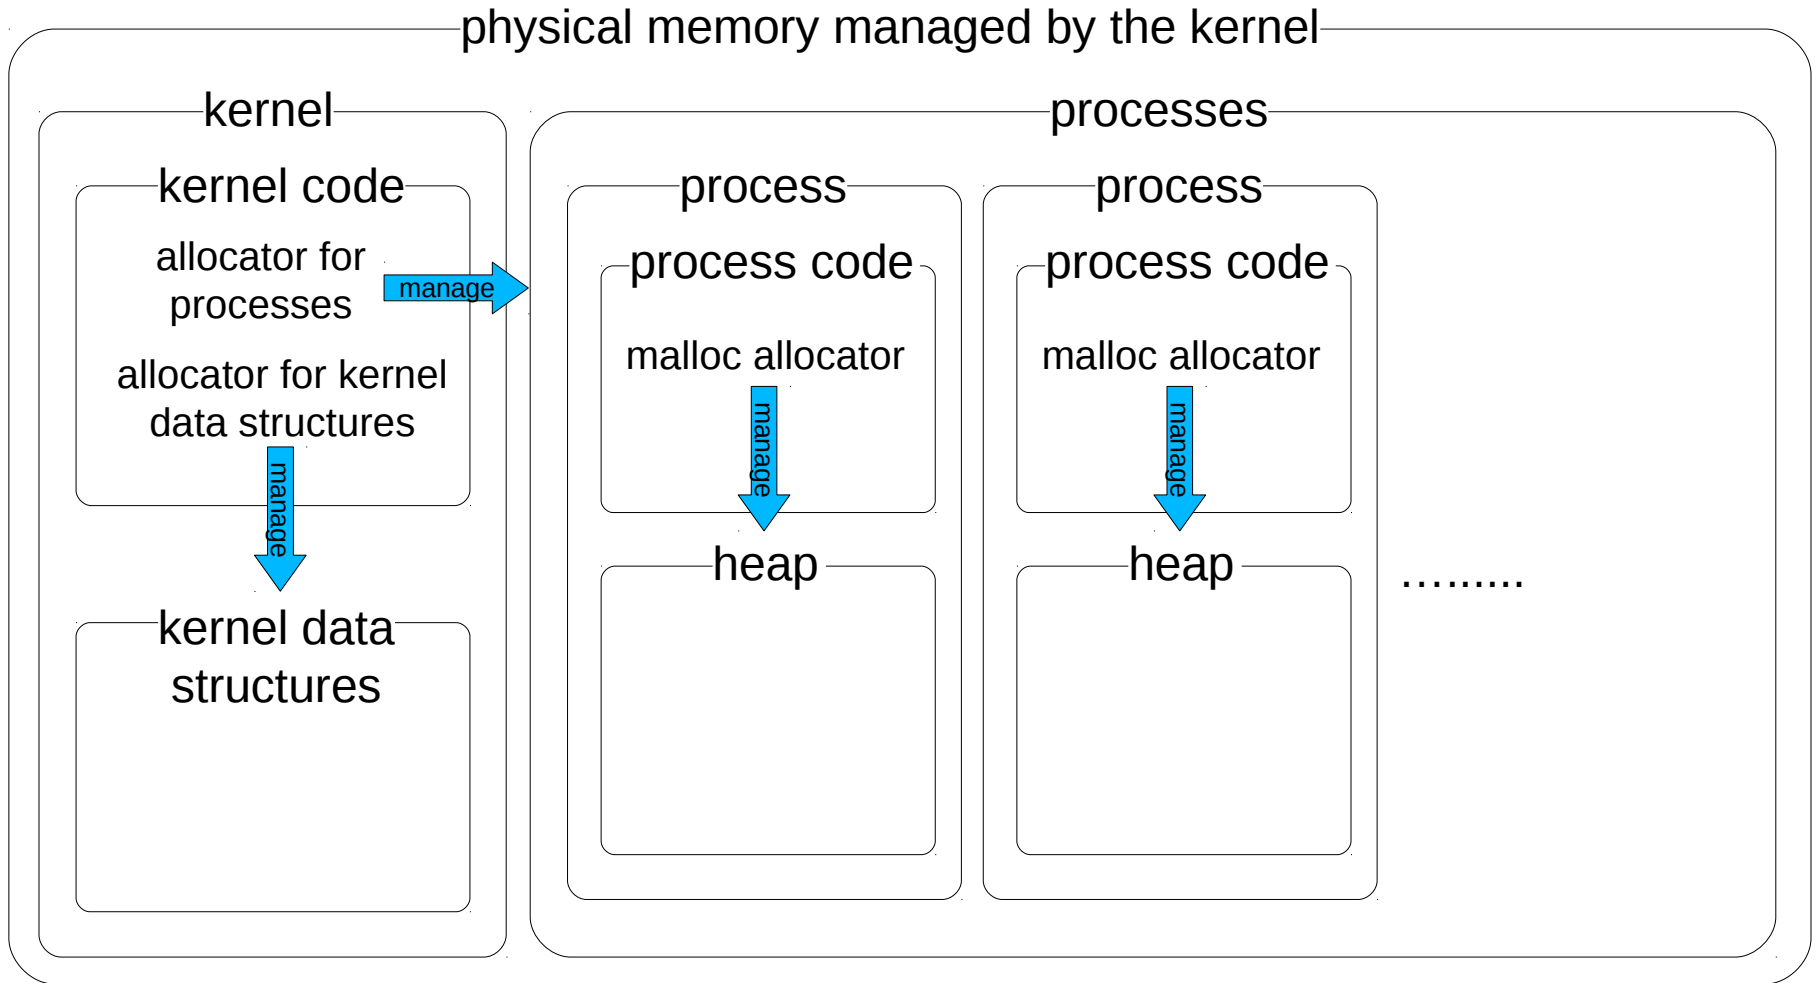 physical memory managed by the kernel
kernel
kernel code
allocator for
processes
manage
allocator for kernel
data structures
manage
kernel data
structures
processes
process
process code
malloc allocator
manage
heap
process
process code
malloc allocator
manage
heap
.........